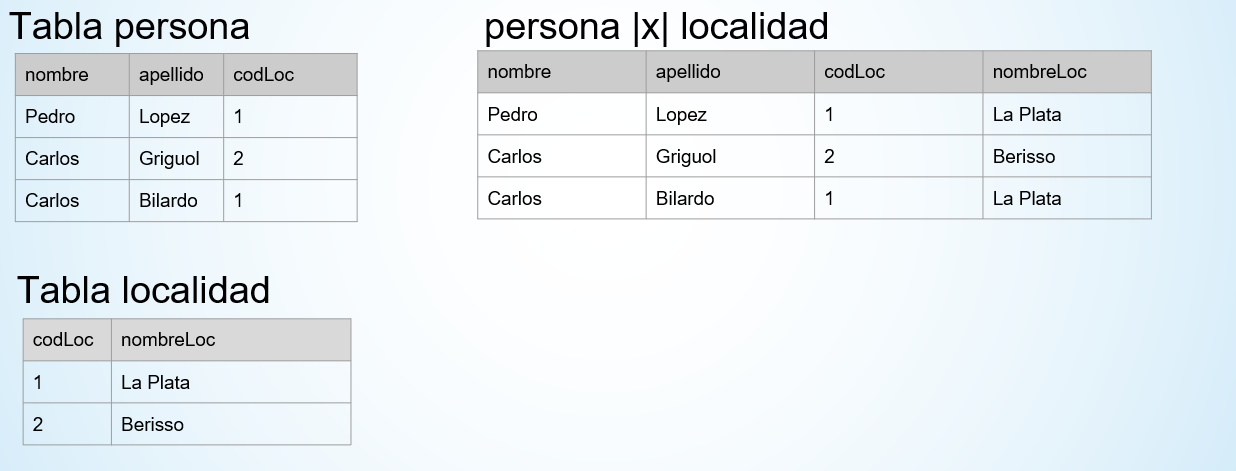 Tabla persona
nombre apellido codLoc
Pedro Lopez 1
Carlos Griguol 2
Carlos Bilardo 1
Tabla localidad
codLoc nombreLoc
1 La Plata
2 Berisso
persona |x| localidad
nombre apellido codLoc nombreLoc
Pedro Lopez 1 La Plata
Carlos Griguol 2 Berisso
Carlos Bilardo 1 La Plata